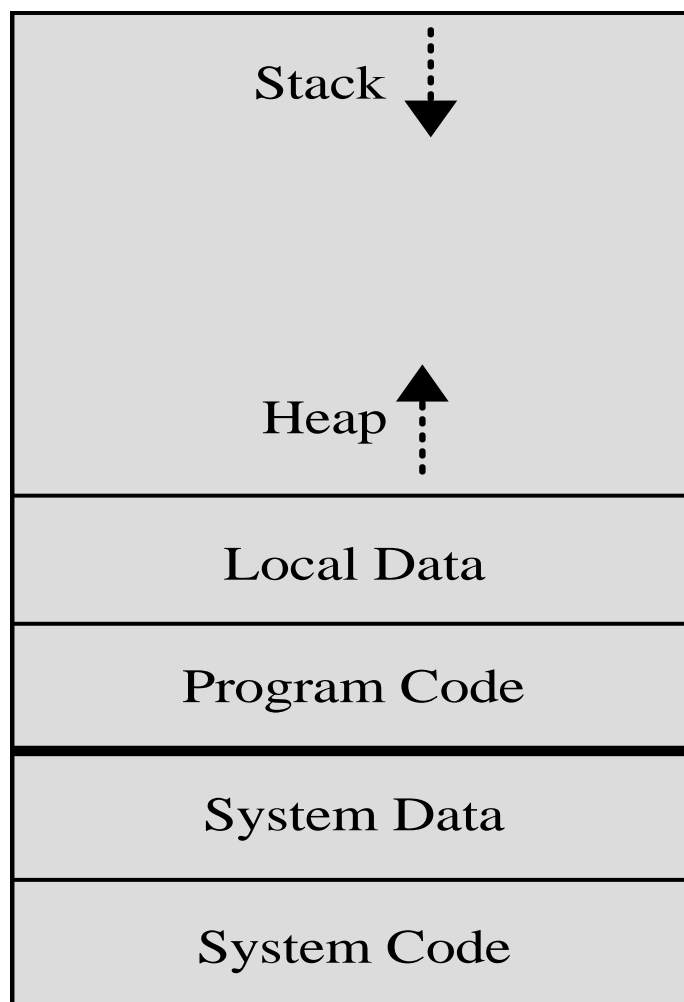 Stack
Heap
Local Data
Program Code
System Data
System Code